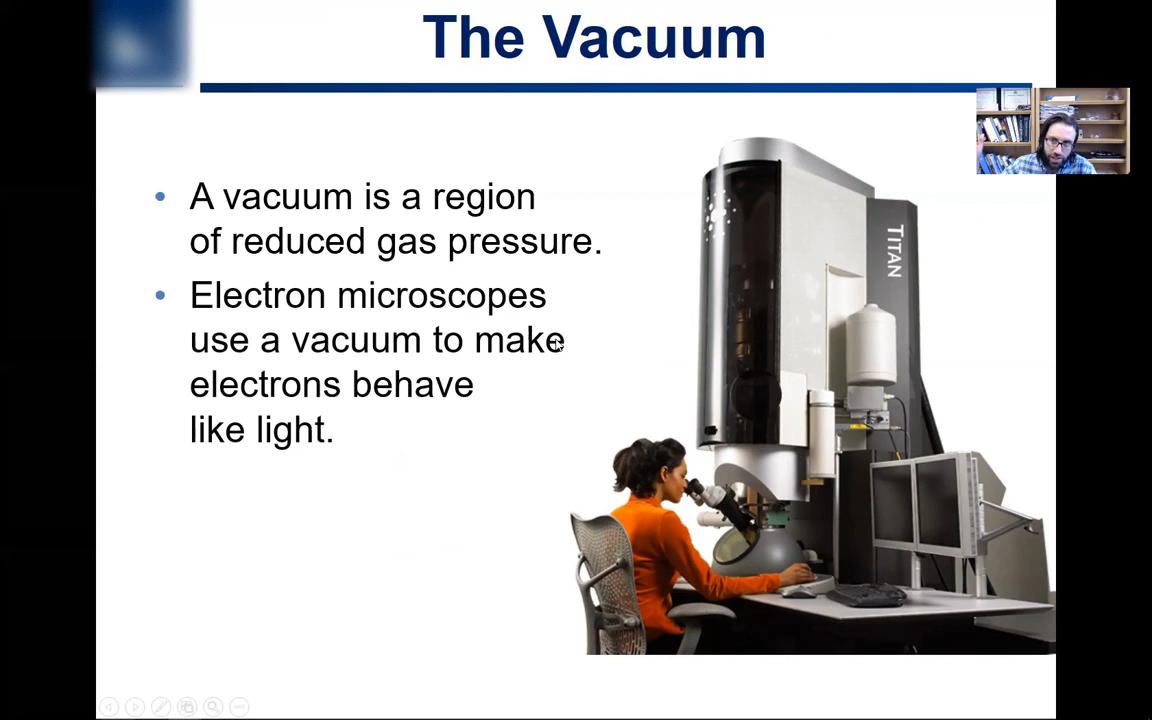 The Vacuum
• A vacuum is a region
of reduced gas pressure.
• Electron microscopes
use a vacuum to make
electrons behave
like light.
TITAN